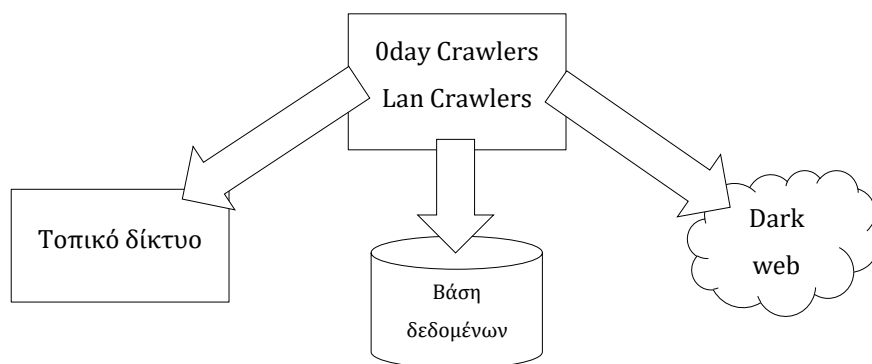 0day Crawlers
Lan Crawlers
Τοπικό δίκτυο
Βάση
δεδομένων
Dark
web